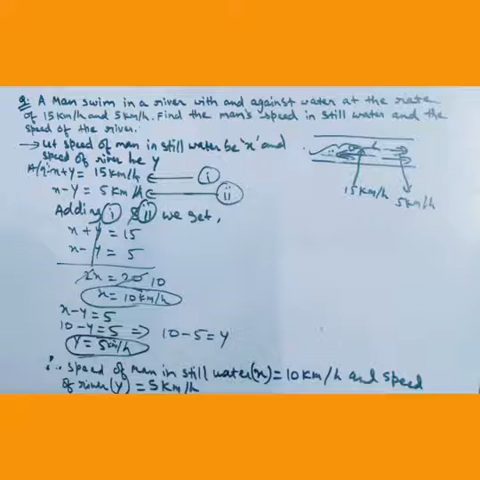 Q. A Man swim in a river with and against water at the rate
of 15 km/h and 5 km/h. Find the man's speed in still water and the
speed of the river.
→ Let speed of man in still water be 'x' and
speed of river be y
A/q: x+y = 15 km/h ← (i)
x-y = 5 km/h ← (ii)
15 km/h
5 km/h
Adding (i) & (ii) we get,
x+y = 15
x-y = 5
2x = 20 10
x = 10 km/h
x-y = 5
10-y = 5 ⇒ 10-5 = y
y = 5 km/h
∴ Speed of man in still water (x) = 10 km/h and speed
of river (y) = 5 km/h